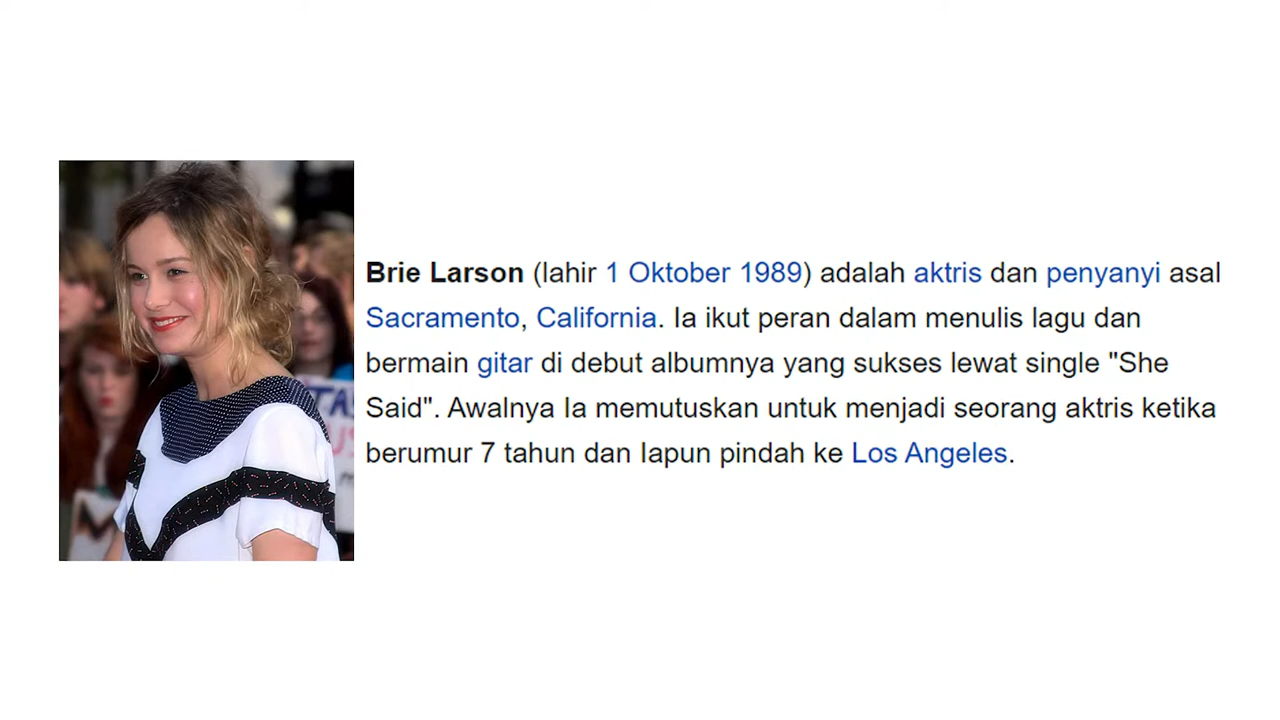 Brie Larson (lahir 1 Oktober 1989) adalah aktris dan penyanyi asal
Sacramento, California. Ia ikut peran dalam menulis lagu dan
bermain gitar di debut albumnya yang sukses lewat single "She
Said". Awalnya Ia memutuskan untuk menjadi seorang aktris ketika
berumur 7 tahun dan Iapun pindah ke Los Angeles.